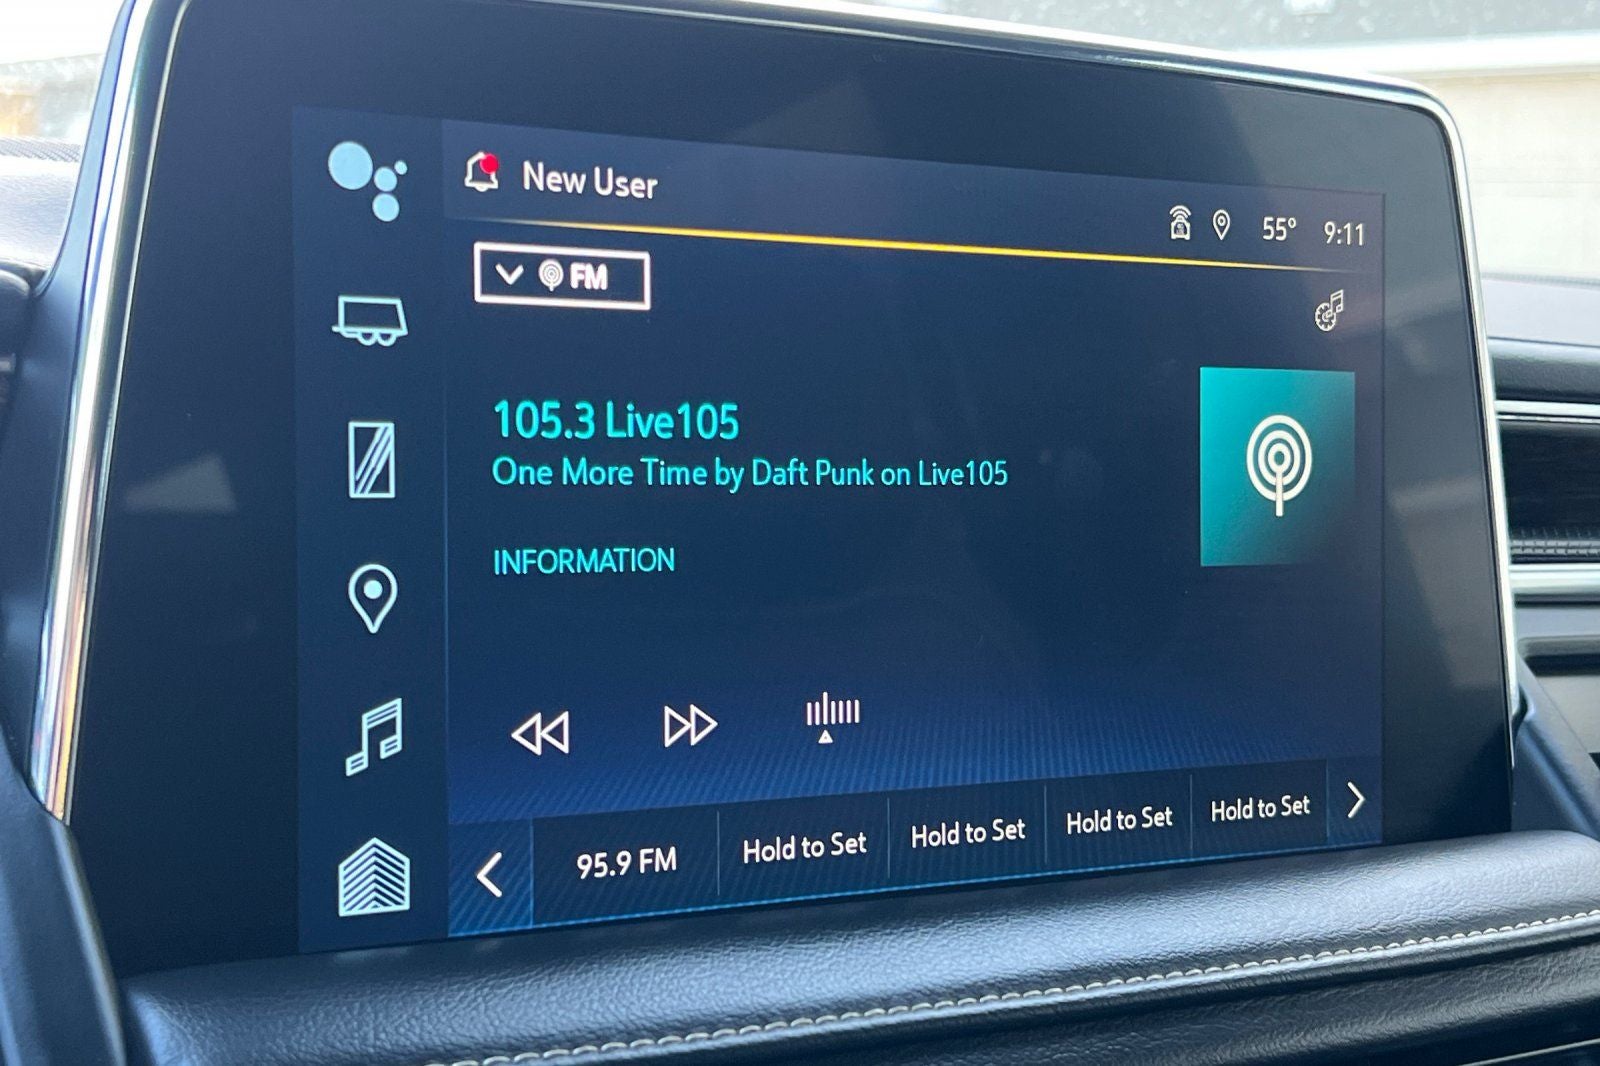 New User
55° 9:11
FM
105.3 Live105
One More Time by Daft Punk on Live105
INFORMATION
95.9 FM
Hold to Set
Hold to Set
Hold to Set
Hold to Set